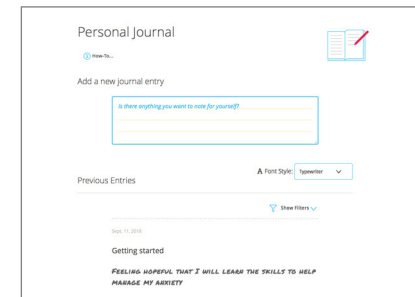 Personal Journal
How-To...
Add a new journal entry
Is there anything you want to note for yourself?
A Font Style: Typewriter
Previous Entries
Show Filters
Sept. 11, 2018
Getting started
FEELING HOPEFUL THAT I WILL LEARN THE SKILLS TO HELP
MANAGE MY ANXIETY